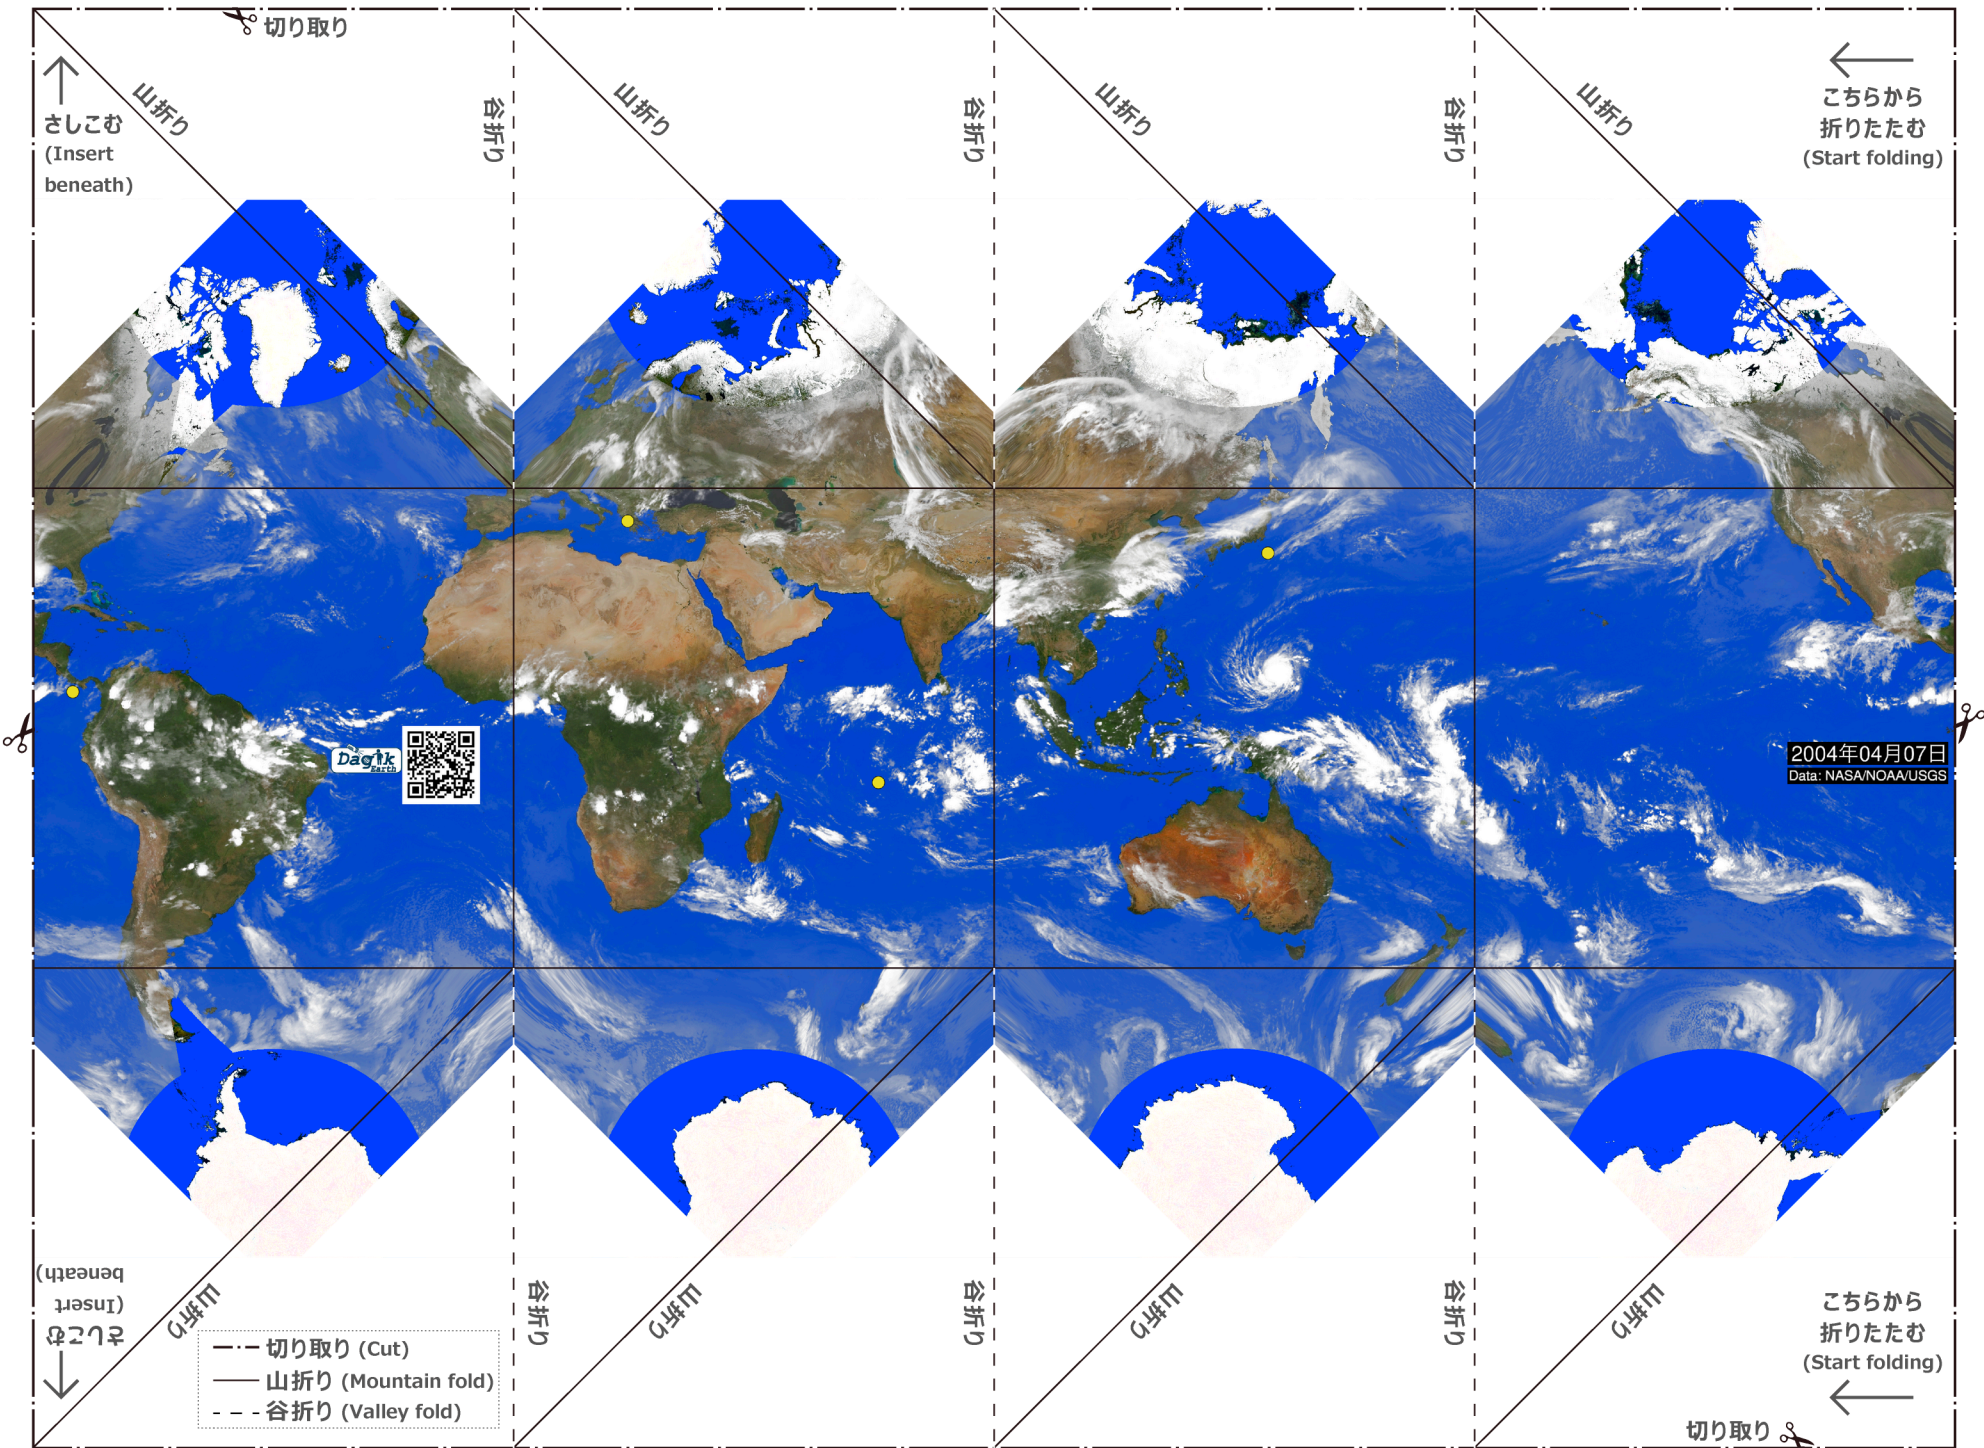 切り取り
山折り
谷折り
山折り
谷折り
山折り
谷折り
山折り
さしこむ
(Insert
beneath)
こちらから
折りたたむ
(Start folding)
Dagik
Earth
2004年04月07日
Data: NASA/NOAA/USGS
さしこむ
(Insert
beneath)
山折り
谷折り
山折り
谷折り
山折り
谷折り
山折り
切り取り (Cut)
山折り (Mountain fold)
谷折り (Valley fold)
こちらから
折りたたむ
(Start folding)
切り取り